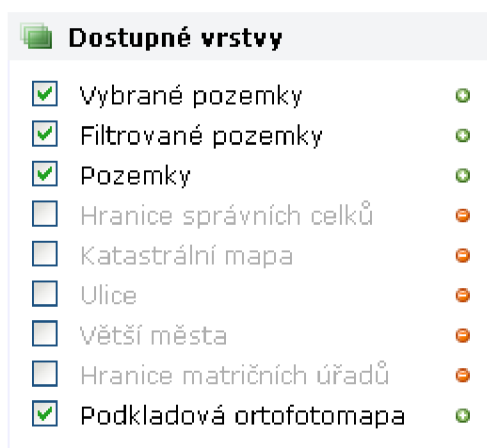 Dostupné vrstvy
Vybrané pozemky
Filtrované pozemky
Pozemky
Hranice správních celků
Katastrální mapa
Ulice
Větší města
Hranice matričních úřadů
Podkladová ortofotomapa